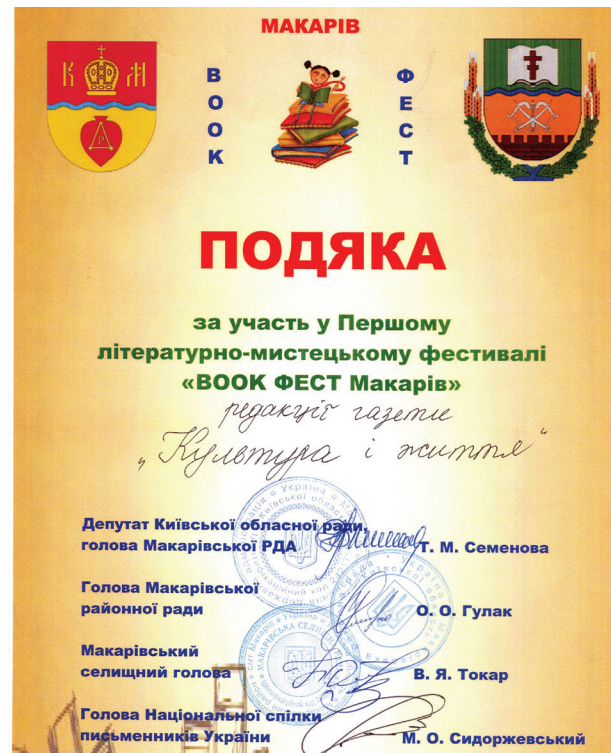 МАКАРІВ
BOOK
ФЕСТ
К М
ПОДЯКА
за участь у Першому
літературно-мистецькому фестивалі
«BOOK ФЕСТ Макарів»
редакції газети
„Культура і життя“
Депутат Київської обласної ради,
голова Макарівської РДА Т. М. Семенова
Голова Макарівської
районної ради О. О. Гулак
Макарівський
селищний голова В. Я. Токар
Голова Національної спілки
письменників України М. О. Сидоржевський